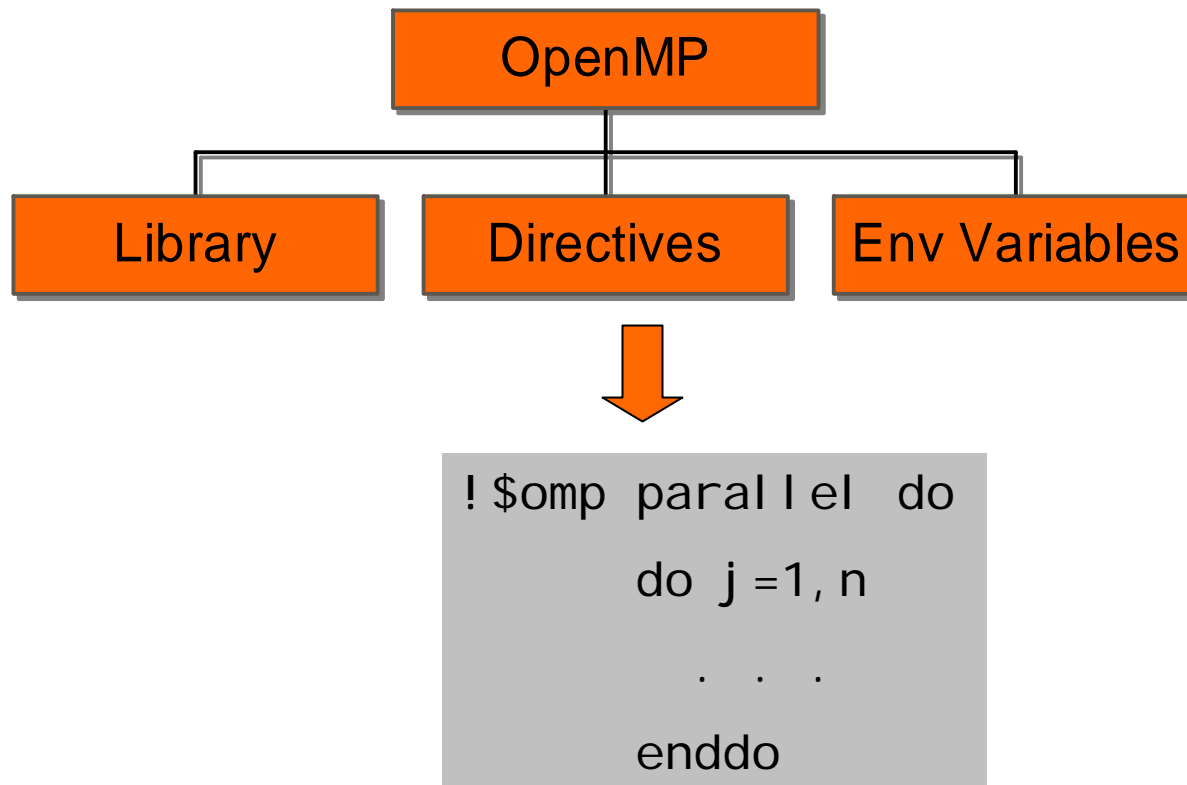 OpenMP
Library
Directives
Env Variables
!$omp parallel do
do j=1,n
. . .
enddo